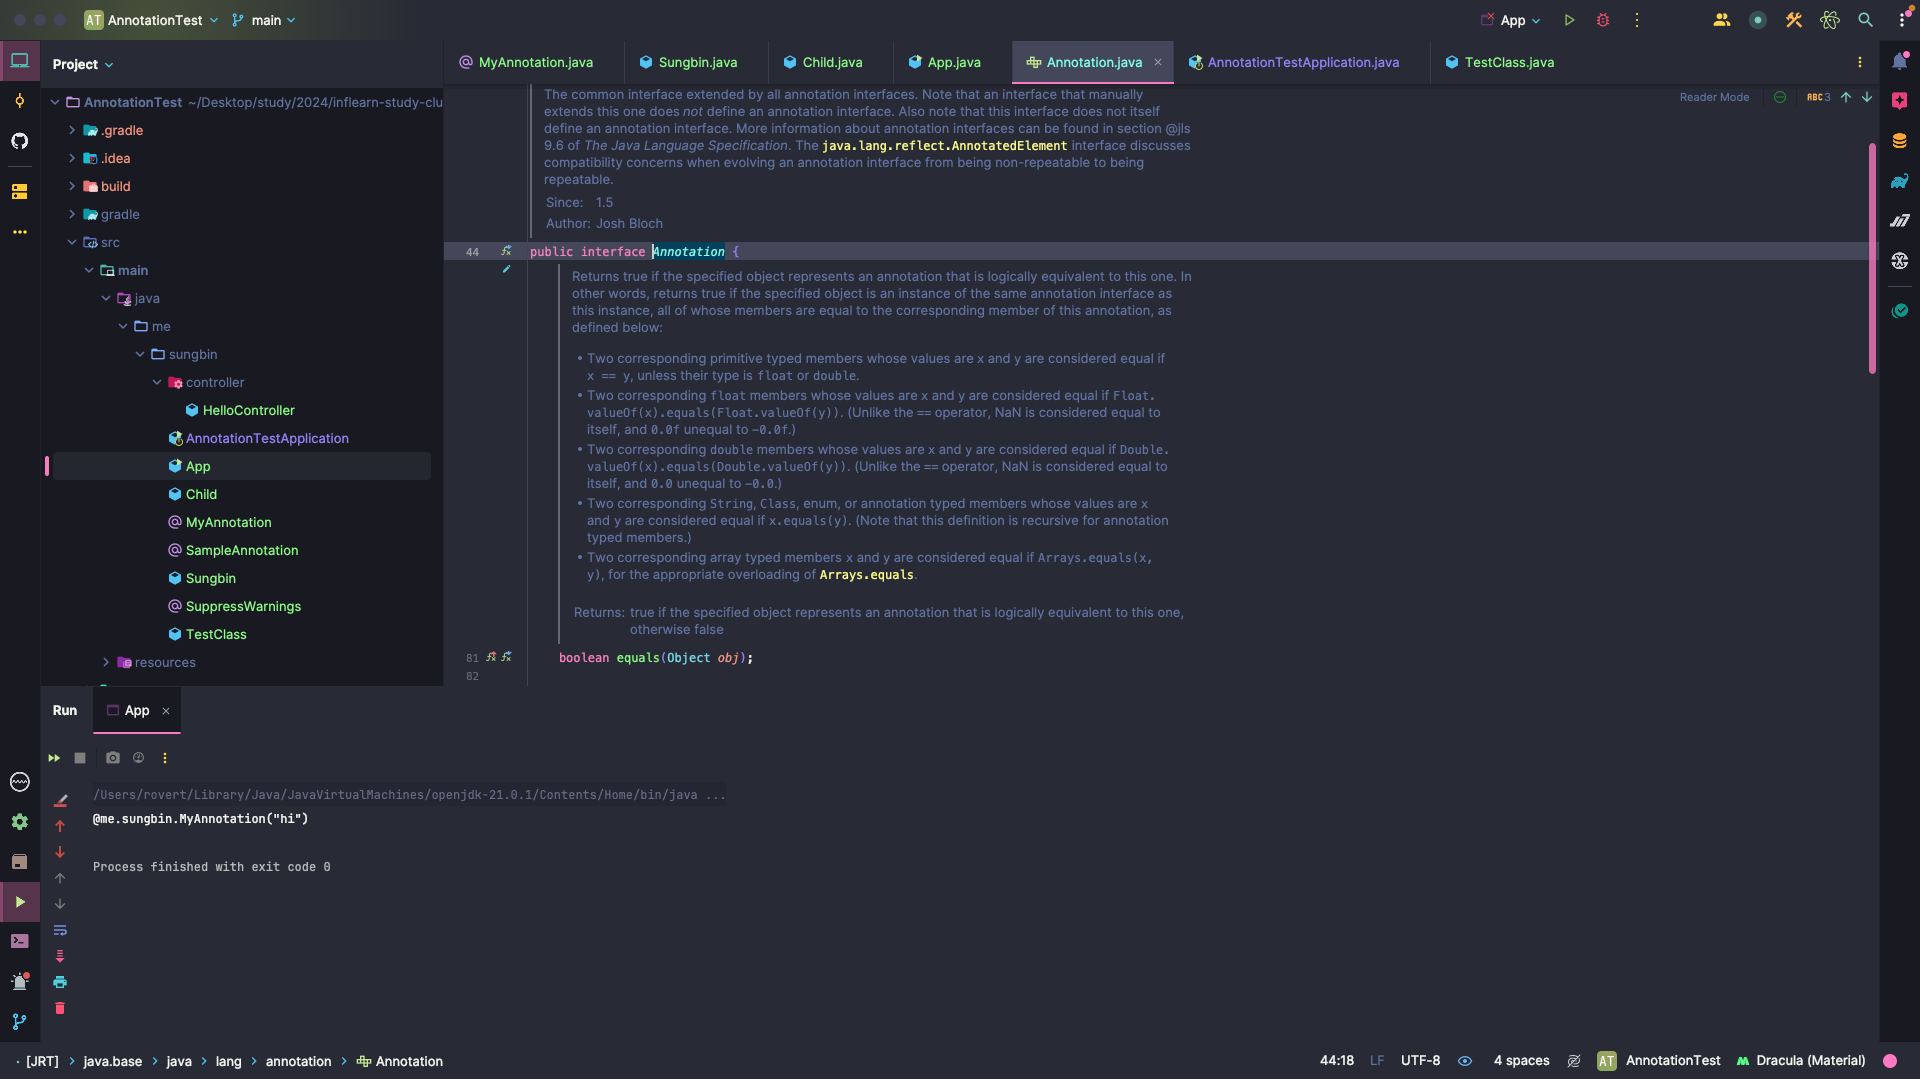 AT AnnotationTest main App
Project
MyAnnotation.java Sungbin.java Child.java App.java Annotation.java AnnotationTestApplication.java TestClass.java
AnnotationTest ~/Desktop/study/2024/inflearn-study-clu
.gradle
.idea
build
gradle
src
main
java
me
sungbin
controller
HelloController
AnnotationTestApplication
App
Child
MyAnnotation
SampleAnnotation
Sungbin
SuppressWarnings
TestClass
resources
Reader Mode ABC 3
The common interface extended by all annotation interfaces. Note that an interface that manually
extends this one does not define an annotation interface. Also note that this interface does not itself
define an annotation interface. More information about annotation interfaces can be found in section @jls
9.6 of The Java Language Specification. The java.lang.reflect.AnnotatedElement interface discusses
compatibility concerns when evolving an annotation interface from being non-repeatable to being
repeatable.
Since: 1.5
Author: Josh Bloch
44 public interface Annotation {
Returns true if the specified object represents an annotation that is logically equivalent to this one. In
other words, returns true if the specified object is an instance of the same annotation interface as
this instance, all of whose members are equal to the corresponding member of this annotation, as
defined below:
• Two corresponding primitive typed members whose values are x and y are considered equal if
x == y, unless their type is float or double.
• Two corresponding float members whose values are x and y are considered equal if Float.
valueOf(x).equals(Float.valueOf(y)). (Unlike the == operator, NaN is considered equal to
itself, and 0.0f unequal to -0.0f.)
• Two corresponding double members whose values are x and y are considered equal if Double.
valueOf(x).equals(Double.valueOf(y)). (Unlike the == operator, NaN is considered equal to
itself, and 0.0 unequal to -0.0.)
• Two corresponding String, Class, enum, or annotation typed members whose values are x
and y are considered equal if x.equals(y). (Note that this definition is recursive for annotation
typed members.)
• Two corresponding array typed members x and y are considered equal if Arrays.equals(x,
y), for the appropriate overloading of Arrays.equals.
Returns: true if the specified object represents an annotation that is logically equivalent to this one,
otherwise false
81 boolean equals(Object obj);
82
Run App
/Users/rovert/Library/Java/JavaVirtualMachines/openjdk-21.0.1/Contents/Home/bin/java ...
@me.sungbin.MyAnnotation("hi")
Process finished with exit code 0
[JRT] java.base java lang annotation Annotation 44:18 LF UTF-8 4 spaces AT AnnotationTest Dracula (Material)